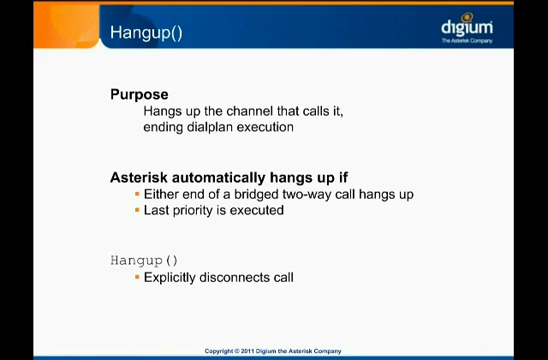 Hangup()
digium
The Asterisk Company
Purpose
Hangs up the channel that calls it,
ending dialplan execution
Asterisk automatically hangs up if
Either end of a bridged two-way call hangs up
Last priority is executed
Hangup()
Explicitly disconnects call
Copyright © 2011 Digium the Asterisk Company